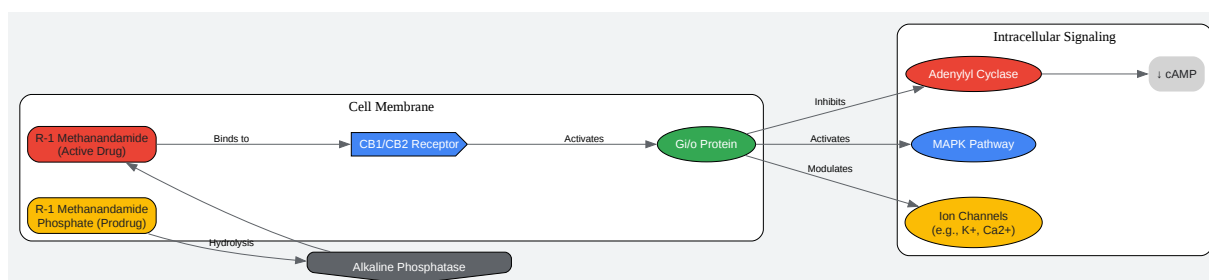 Intracellular Signaling
Adenylyl Cyclase
↓ cAMP
Cell Membrane
Inhibits
R-1 Methanandamide
(Active Drug)
Binds to
CB1/CB2 Receptor
Activates
Gi/o Protein
Activates
MAPK Pathway
Modulates
R-1 Methanandamide
Phosphate (Prodrug)
Ion Channels
(e.g., K+, Ca2+)
Hydrolysis
Alkaline Phosphatase